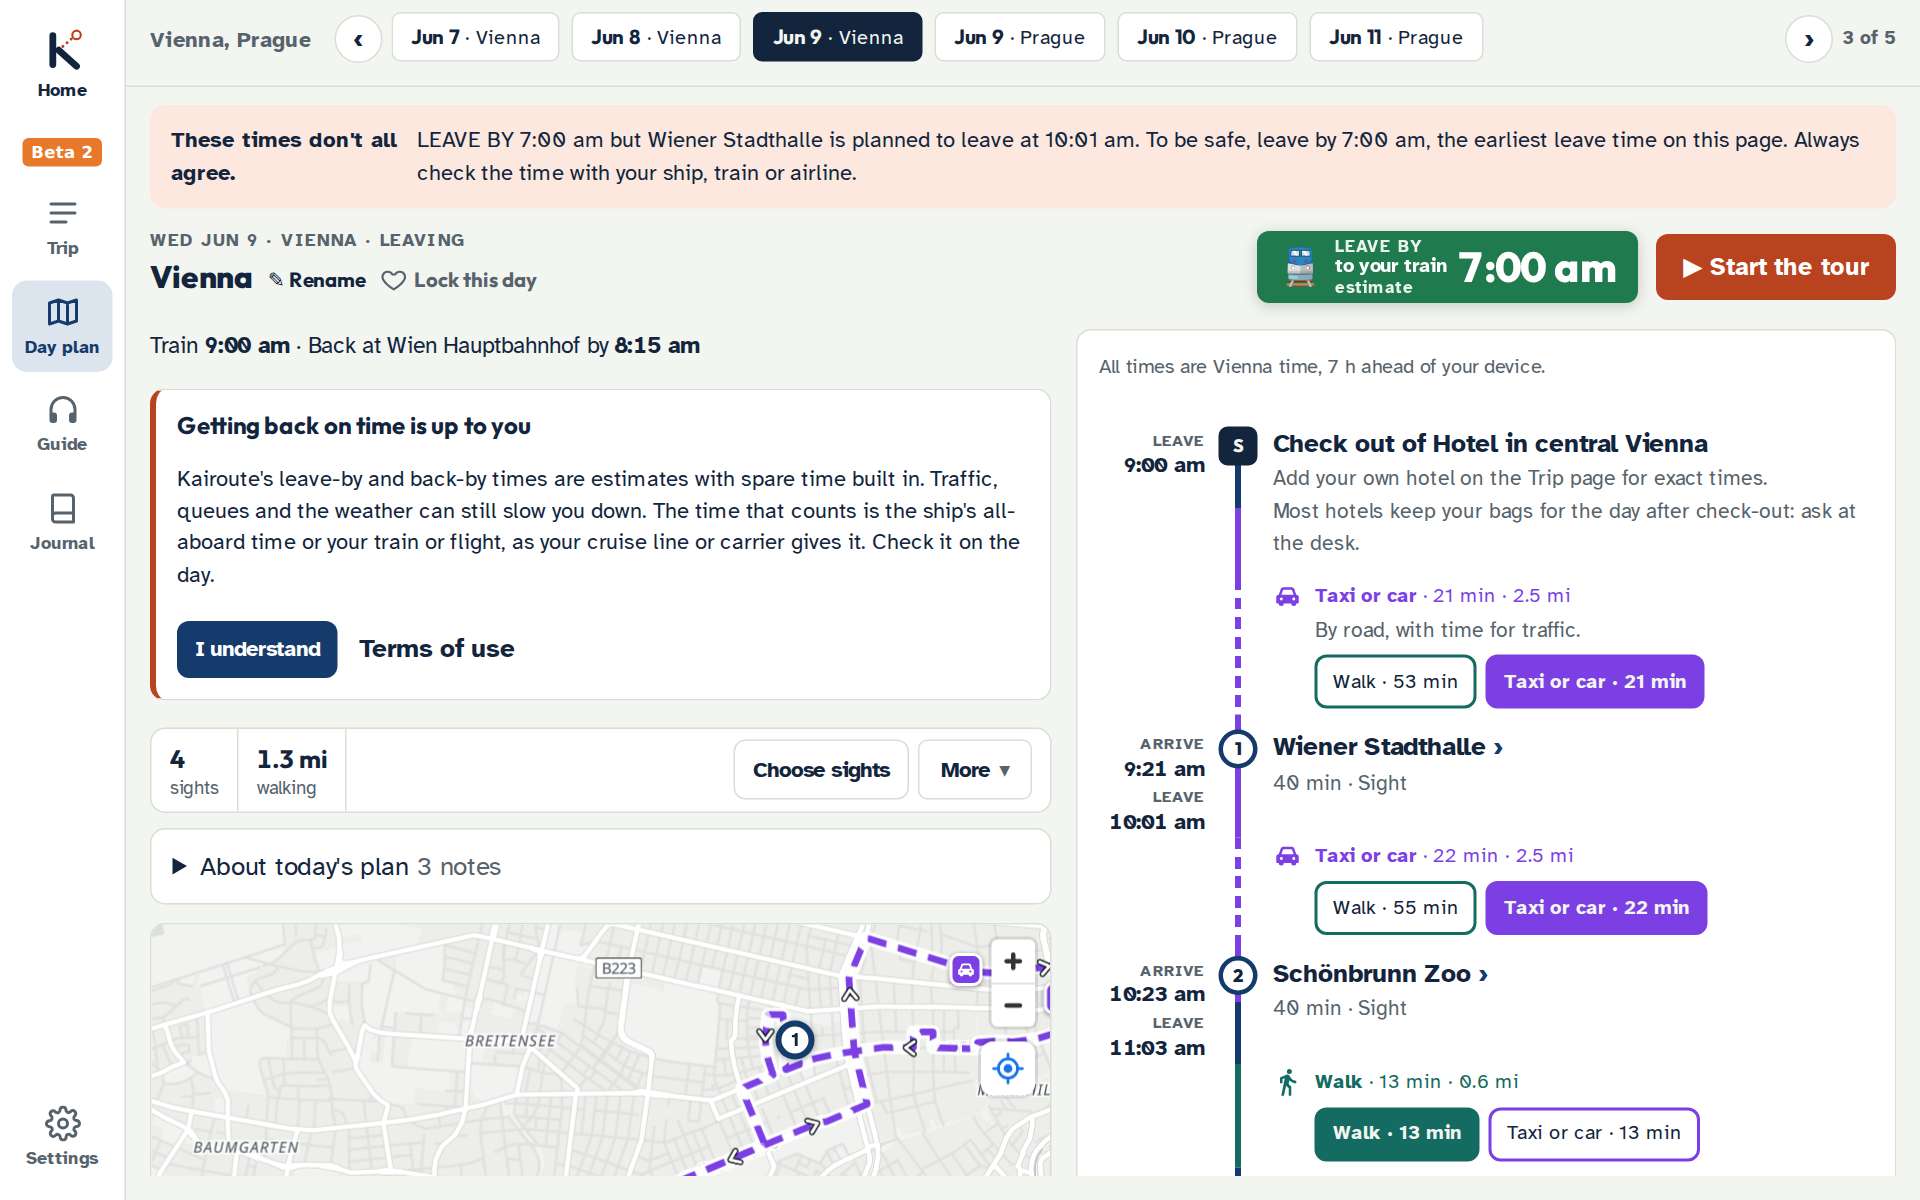 Home
Beta 2
Trip
Day plan
Guide
Journal
Settings
Vienna, Prague
‹
Jun 7 · Vienna
Jun 8 · Vienna
Jun 9 · Vienna
Jun 9 · Prague
Jun 10 · Prague
Jun 11 · Prague
›
3 of 5
These times don't all agree.
LEAVE BY 7:00 am but Wiener Stadthalle is planned to leave at 10:01 am. To be safe, leave by 7:00 am, the earliest leave time on this page. Always
check the time with your ship, train or airline.
WED JUN 9 · VIENNA · LEAVING
Vienna ✎ Rename Lock this day
LEAVE BY
to your train
estimate
7:00 am
▶ Start the tour
Train 9:00 am · Back at Wien Hauptbahnhof by 8:15 am
Getting back on time is up to you
Kairoute's leave-by and back-by times are estimates with spare time built in. Traffic,
queues and the weather can still slow you down. The time that counts is the ship's all-
aboard time or your train or flight, as your cruise line or carrier gives it. Check it on the
day.
I understand
Terms of use
4
sights
1.3 mi
walking
Choose sights
More ▼
▶ About today's plan 3 notes
B223
BREITENSEE
BAUMGARTEN
1
+
−
All times are Vienna time, 7 h ahead of your device.
LEAVE
9:00 am
S
Check out of Hotel in central Vienna
Add your own hotel on the Trip page for exact times.
Most hotels keep your bags for the day after check-out: ask at
the desk.
Taxi or car · 21 min · 2.5 mi
By road, with time for traffic.
Walk · 53 min
Taxi or car · 21 min
ARRIVE
9:21 am
LEAVE
10:01 am
1
Wiener Stadthalle ›
40 min · Sight
Taxi or car · 22 min · 2.5 mi
Walk · 55 min
Taxi or car · 22 min
ARRIVE
10:23 am
LEAVE
11:03 am
2
Schönbrunn Zoo ›
40 min · Sight
Walk · 13 min · 0.6 mi
Walk · 13 min
Taxi or car · 13 min